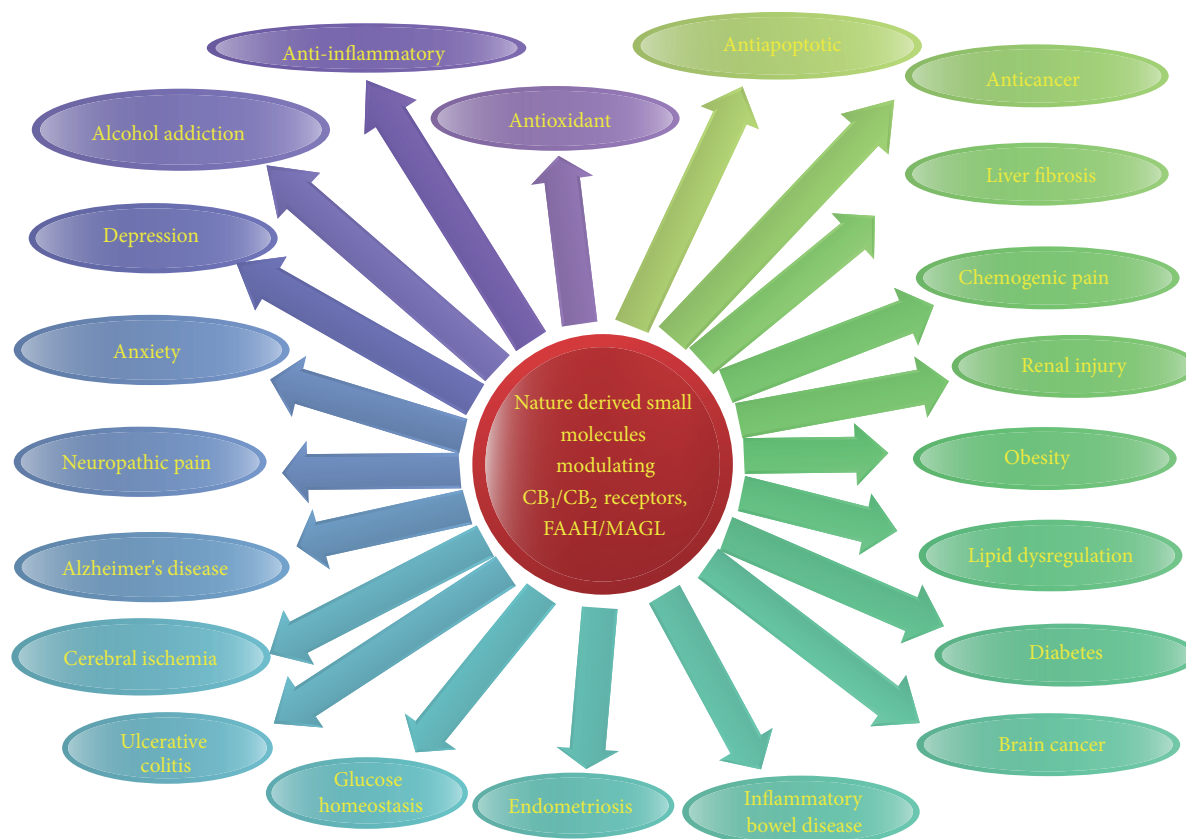 Anti-inflammatory
Antiapoptotic
Anticancer
Alcohol addiction
Antioxidant
Liver fibrosis
Depression
Chemogenic pain
Anxiety
Renal injury
Nature derived small
molecules
modulating
CB₁/CB₂ receptors,
FAAH/MAGL
Neuropathic pain
Obesity
Alzheimer's disease
Lipid dysregulation
Cerebral ischemia
Diabetes
Ulcerative
colitis
Brain cancer
Glucose
homeostasis
Endometriosis
Inflammatory
bowel disease